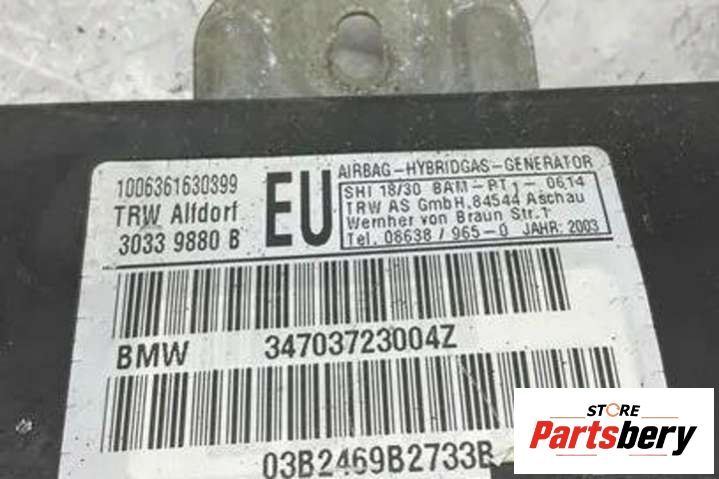 1006361630399
TRW Alfdorf
3033 9880 B
EU
AIRBAG-HYBRIDGAS-GENERATOR
SHI 18/30 BAM-PT1-0614
TRW AS GmbH.84544 Aschau
Wernher von Braun Str.1
Tel. 08638/965-0 JAHR: 2003
BMW 34703723004Z
03B2469B2733B
STORE
Partsbery